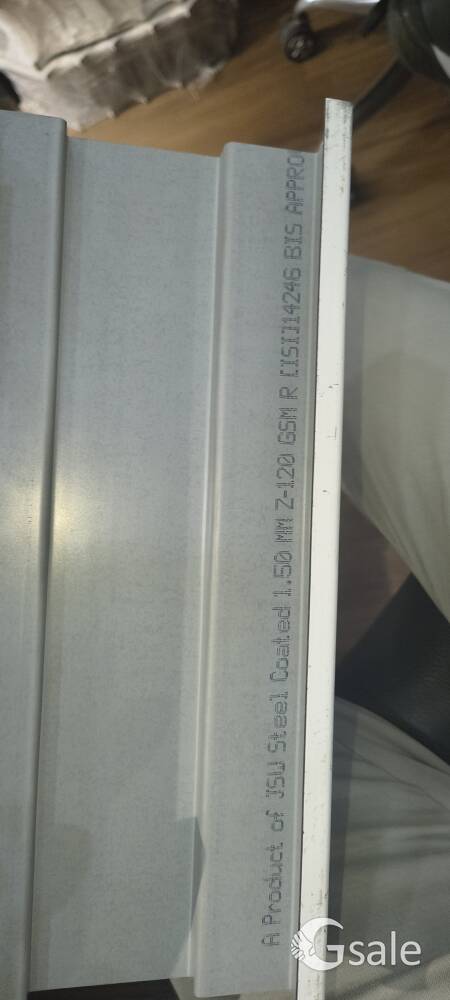 A Product of JSW Steel Coated 1.50 MM Z-120 GSM R [ISI]14246 BIS APPRO
Gsale